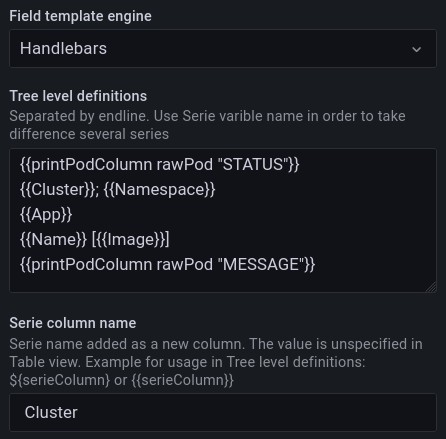 Field template engine
Handlebars
Tree level definitions
Separated by endline. Use Serie varible name in order to take
difference several series
{{printPodColumn rawPod "STATUS"}}
{{Cluster}}; {{Namespace}}
{{App}}
{{Name}} [{{Image}}]
{{printPodColumn rawPod "MESSAGE"}}
Serie column name
Serie name added as a new column. The value is unspecified in
Table view. Example for usage in Tree level definitions:
${serieColumn} or {{serieColumn}}
Cluster